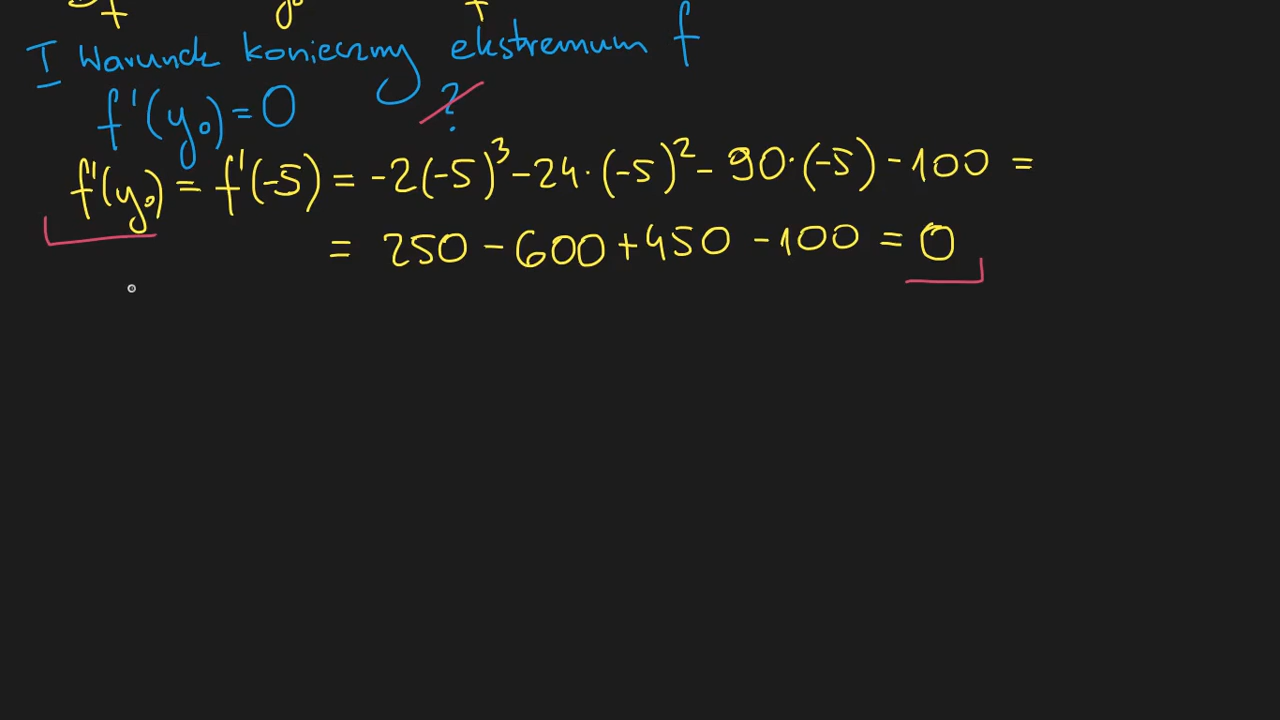 I Warunek konieczny ekstremum f
f'(y₀) = 0 ?
f'(y₀) = f'(-5) = -2(-5)³ - 24·(-5)² - 90·(-5) - 100 =
= 250 - 600 + 450 - 100 = 0